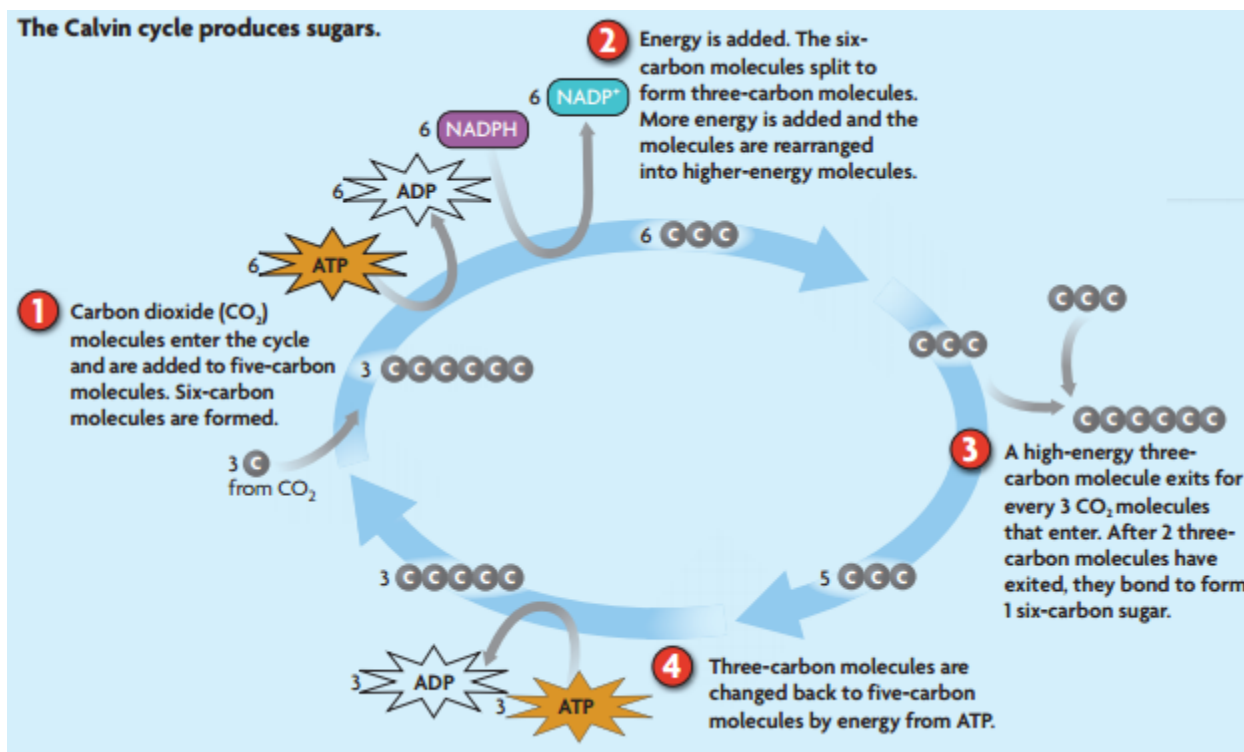 The Calvin cycle produces sugars.
2
Energy is added. The six-
carbon molecules split to
form three-carbon molecules.
More energy is added and the
molecules are rearranged
into higher-energy molecules.
6 NADP⁺
6 NADPH
6 ADP
6 ATP
6 C C C
1
Carbon dioxide (CO₂)
molecules enter the cycle
and are added to five-carbon
molecules. Six-carbon
molecules are formed.
3 C C C C C C
3 C
from CO₂
C C C
C C C
C C C C C C
3
A high-energy three-
carbon molecule exits for
every 3 CO₂ molecules
that enter. After 2 three-
carbon molecules have
exited, they bond to form
1 six-carbon sugar.
5 C C C
3 C C C C C
3 ADP
3 ATP
4
Three-carbon molecules are
changed back to five-carbon
molecules by energy from ATP.